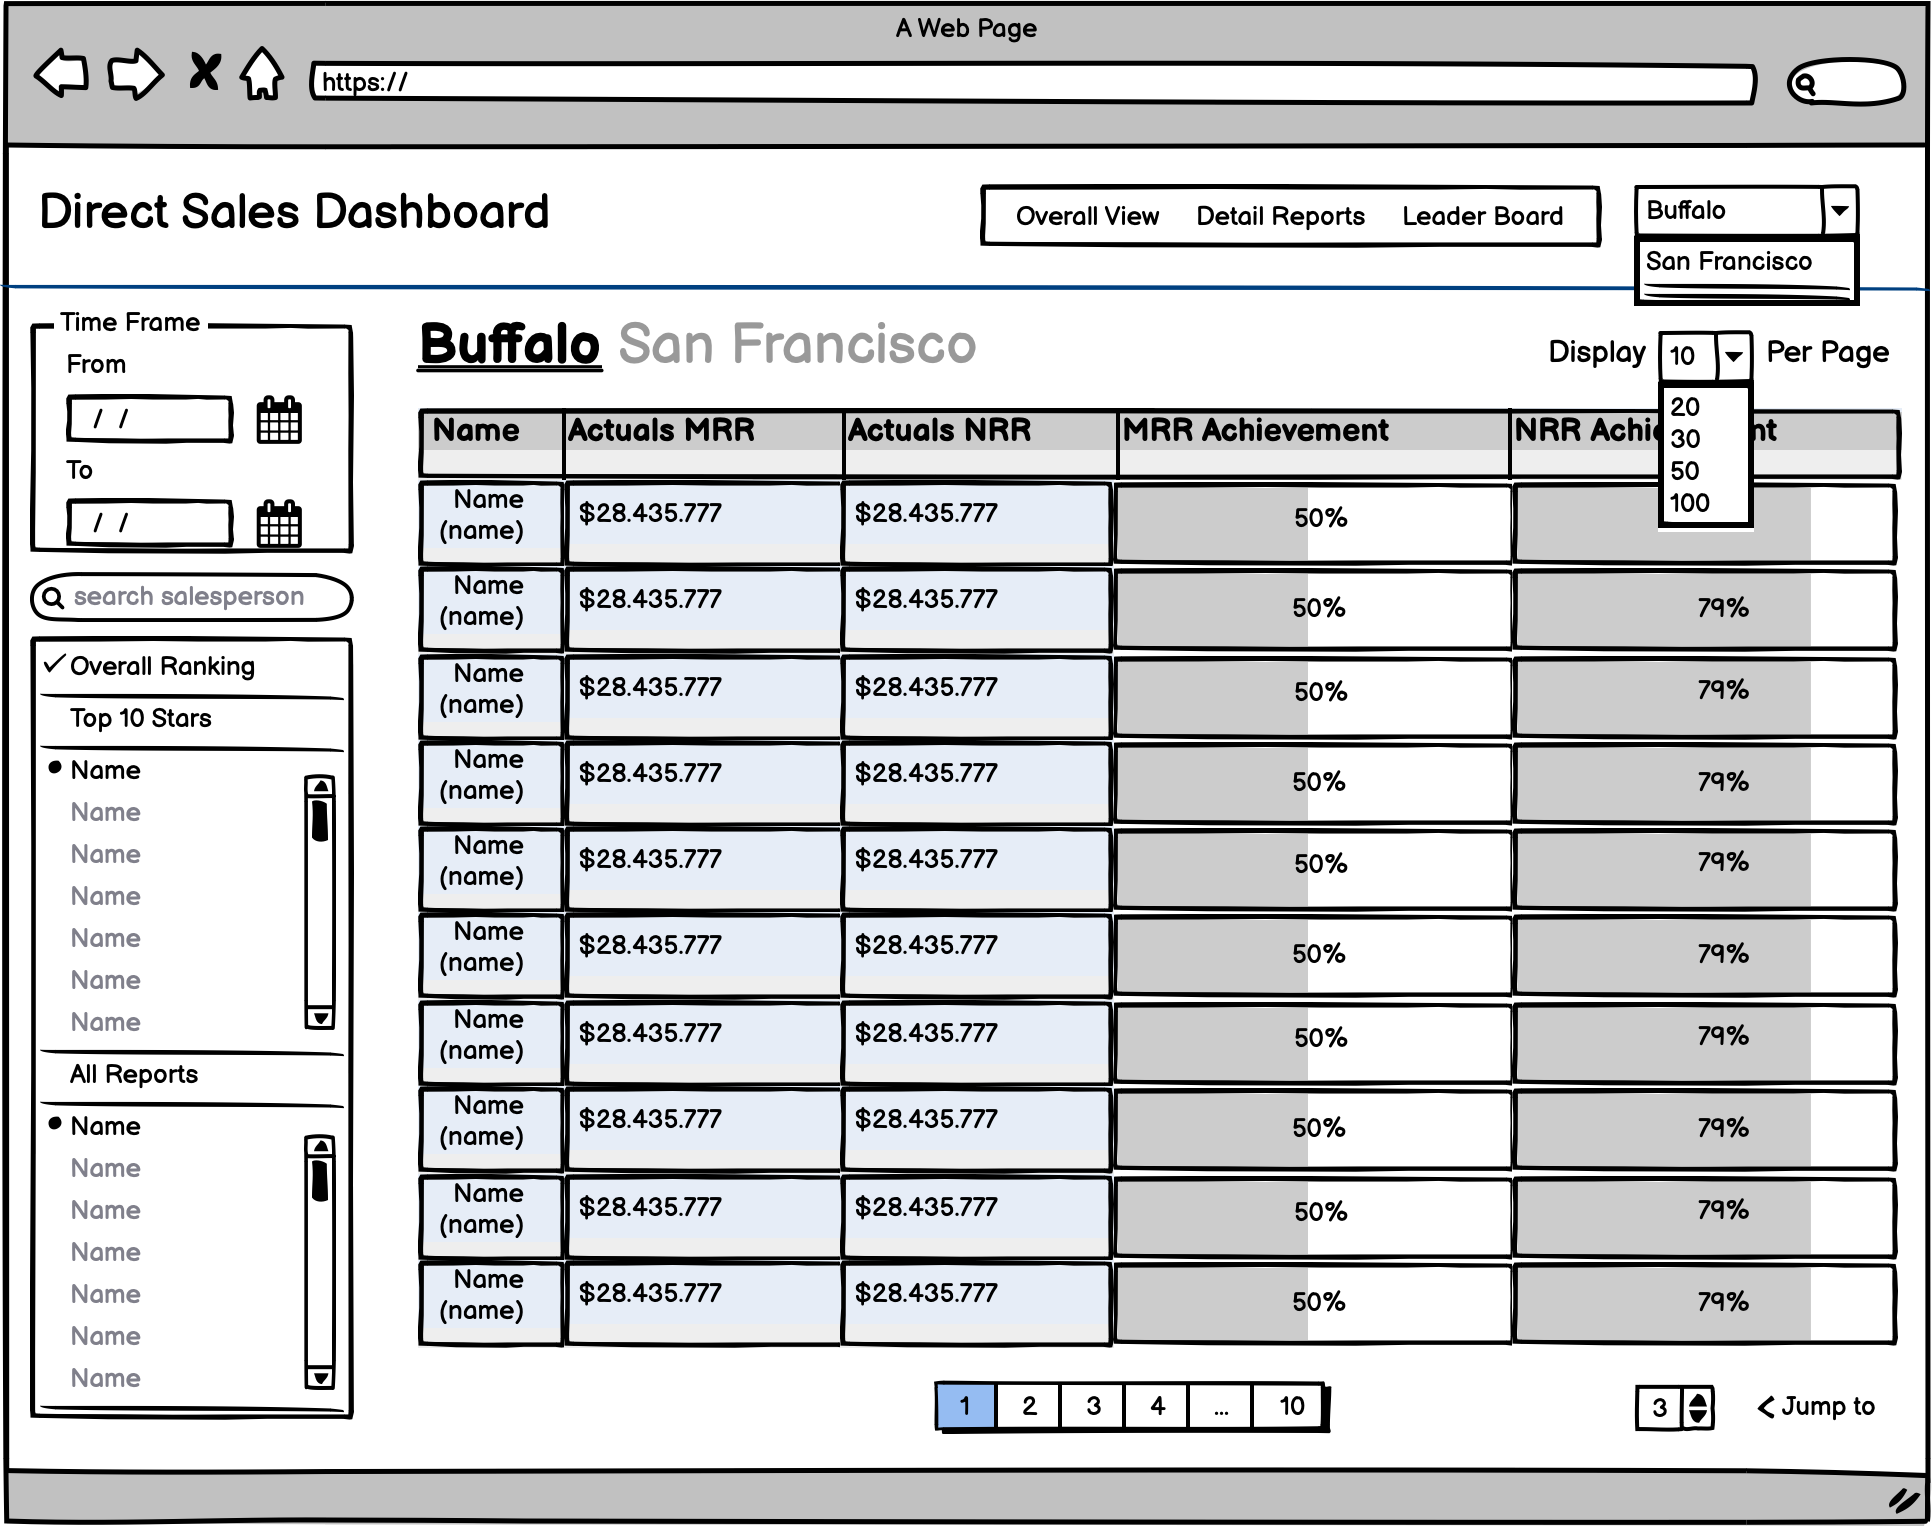 A Web Page
https://
Direct Sales Dashboard
Overall View Detail Reports Leader Board
Buffalo
San Francisco
Time Frame
From
/ /
To
/ /
search salesperson
Overall Ranking
Top 10 Stars
Name
Name
Name
Name
Name
Name
Name
All Reports
Name
Name
Name
Name
Name
Name
Name
Buffalo San Francisco
Display 10 Per Page
20
30
50
100
Name Actuals MRR Actuals NRR MRR Achievement NRR Achi nt
Name
(name) $28.435.777 $28.435.777 50%
Name
(name) $28.435.777 $28.435.777 50% 79%
Name
(name) $28.435.777 $28.435.777 50% 79%
Name
(name) $28.435.777 $28.435.777 50% 79%
Name
(name) $28.435.777 $28.435.777 50% 79%
Name
(name) $28.435.777 $28.435.777 50% 79%
Name
(name) $28.435.777 $28.435.777 50% 79%
Name
(name) $28.435.777 $28.435.777 50% 79%
Name
(name) $28.435.777 $28.435.777 50% 79%
Name
(name) $28.435.777 $28.435.777 50% 79%
1 2 3 4 ... 10
3 < Jump to